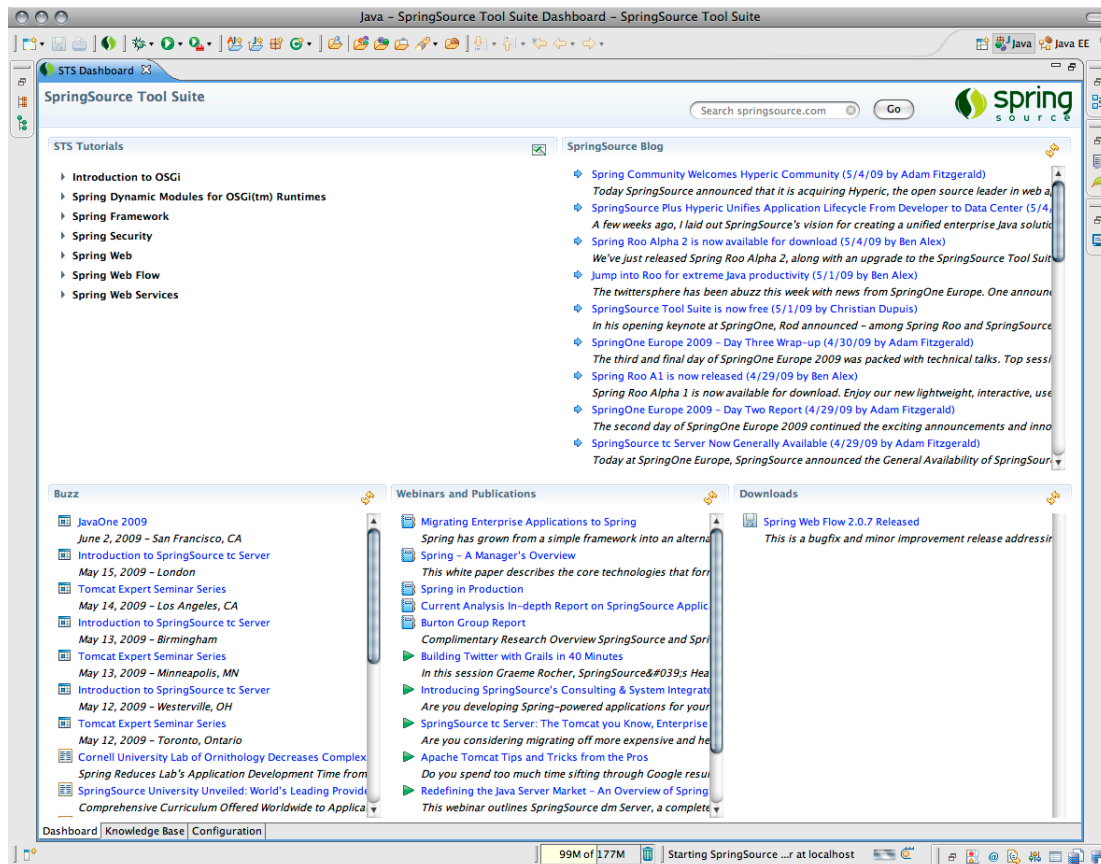 Java – SpringSource Tool Suite Dashboard – SpringSource Tool Suite
Java Java EE
STS Dashboard
SpringSource Tool Suite
Search springsource.com Go
spring
source
STS Tutorials
Introduction to OSGi
Spring Dynamic Modules for OSGi(tm) Runtimes
Spring Framework
Spring Security
Spring Web
Spring Web Flow
Spring Web Services
SpringSource Blog
Spring Community Welcomes Hyperic Community (5/4/09 by Adam Fitzgerald)
Today SpringSource announced that it is acquiring Hyperic, the open source leader in web a
SpringSource Plus Hyperic Unifies Application Lifecycle From Developer to Data Center (5/4/
A few weeks ago, I laid out SpringSource's vision for creating a unified enterprise Java solutio
Spring Roo Alpha 2 is now available for download (5/4/09 by Ben Alex)
We've just released Spring Roo Alpha 2, along with an upgrade to the SpringSource Tool Suit
Jump into Roo for extreme Java productivity (5/1/09 by Ben Alex)
The twittersphere has been abuzz this week with news from SpringOne Europe. One announ
SpringSource Tool Suite is now free (5/1/09 by Christian Dupuis)
In his opening keynote at SpringOne, Rod announced – among Spring Roo and SpringSource
SpringOne Europe 2009 – Day Three Wrap-up (4/30/09 by Adam Fitzgerald)
The third and final day of SpringOne Europe 2009 was packed with technical talks. Top sessi
Spring Roo A1 is now released (4/29/09 by Ben Alex)
Spring Roo Alpha 1 is now available for download. Enjoy our new lightweight, interactive, use
SpringOne Europe 2009 – Day Two Report (4/29/09 by Adam Fitzgerald)
The second day of SpringOne Europe 2009 continued the exciting announcements and inno
SpringSource tc Server Now Generally Available (4/29/09 by Adam Fitzgerald)
Today at SpringOne Europe, SpringSource announced the General Availability of SpringSour
Buzz
JavaOne 2009
June 2, 2009 – San Francisco, CA
Introduction to SpringSource tc Server
May 15, 2009 – London
Tomcat Expert Seminar Series
May 14, 2009 – Los Angeles, CA
Introduction to SpringSource tc Server
May 13, 2009 – Birmingham
Tomcat Expert Seminar Series
May 13, 2009 – Minneapolis, MN
Introduction to SpringSource tc Server
May 12, 2009 – Westerville, OH
Tomcat Expert Seminar Series
May 12, 2009 – Toronto, Ontario
Cornell University Lab of Ornithology Decreases Complex
Spring Reduces Lab's Application Development Time from
SpringSource University Unveiled: World's Leading Provide
Comprehensive Curriculum Offered Worldwide to Applica
Webinars and Publications
Migrating Enterprise Applications to Spring
Spring has grown from a simple framework into an alterna
Spring – A Manager's Overview
This white paper describes the core technologies that for
Spring in Production
Current Analysis In-depth Report on SpringSource Applic
Burton Group Report
Complimentary Research Overview SpringSource and Spri
Building Twitter with Grails in 40 Minutes
In this session Graeme Rocher, SpringSource&#039;s Hea
Introducing SpringSource's Consulting & System Integrato
Are you developing Spring-powered applications for your
SpringSource tc Server: The Tomcat you Know, Enterprise
Are you considering migrating off more expensive and he
Apache Tomcat Tips and Tricks from the Pros
Do you spend too much time sifting through Google resul
Redefining the Java Server Market – An Overview of Spring
This webinar outlines SpringSource dm Server, a complete
Downloads
Spring Web Flow 2.0.7 Released
This is a bugfix and minor improvement release addressin
Dashboard Knowledge Base Configuration
99M of 177M Starting SpringSource ...r at localhost